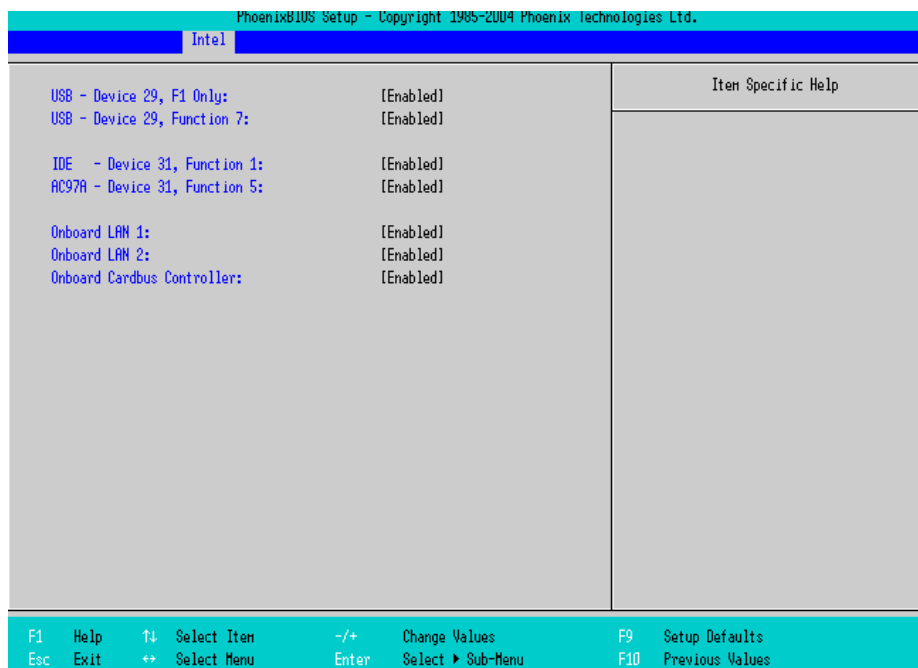 PhoenixBIOS Setup - Copyright 1985-2004 Phoenix Technologies Ltd.
Intel
Item Specific Help
USB - Device 29, F1 Only: [Enabled]
USB - Device 29, Function 7: [Enabled]
IDE - Device 31, Function 1: [Enabled]
AC97A - Device 31, Function 5: [Enabled]
Onboard LAN 1: [Enabled]
Onboard LAN 2: [Enabled]
Onboard Cardbus Controller: [Enabled]
F1 Help ↑↓ Select Item -/+ Change Values F9 Setup Defaults
Esc Exit ↔ Select Menu Enter Select ▶ Sub-Menu F10 Previous Values